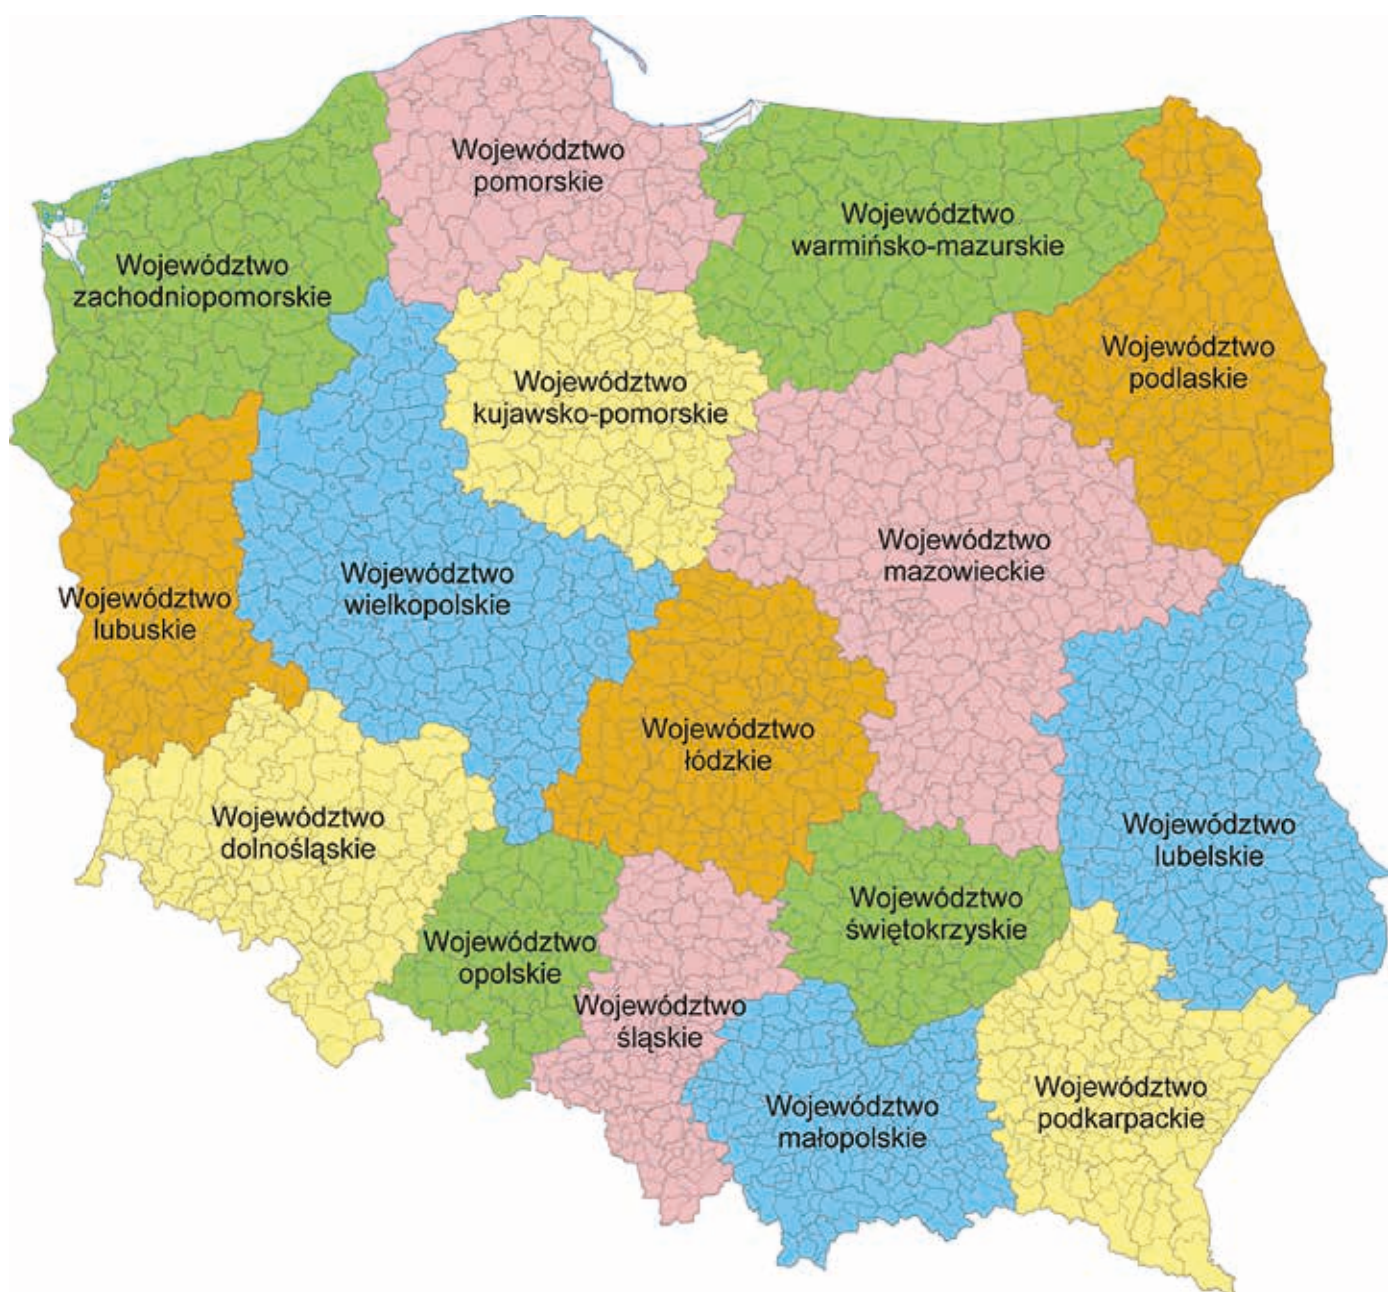 Województwo
pomorskie
Województwo
warmińsko-mazurskie
Województwo
zachodniopomorskie
Województwo
podlaskie
Województwo
kujawsko-pomorskie
Województwo
mazowieckie
Województwo
wielkopolskie
Województwo
lubuskie
Województwo
łódzkie
Województwo
dolnośląskie
Województwo
lubelskie
Województwo
świętokrzyskie
Województwo
opolskie
Województwo
śląskie
Województwo
podkarpackie
Województwo
małopolskie